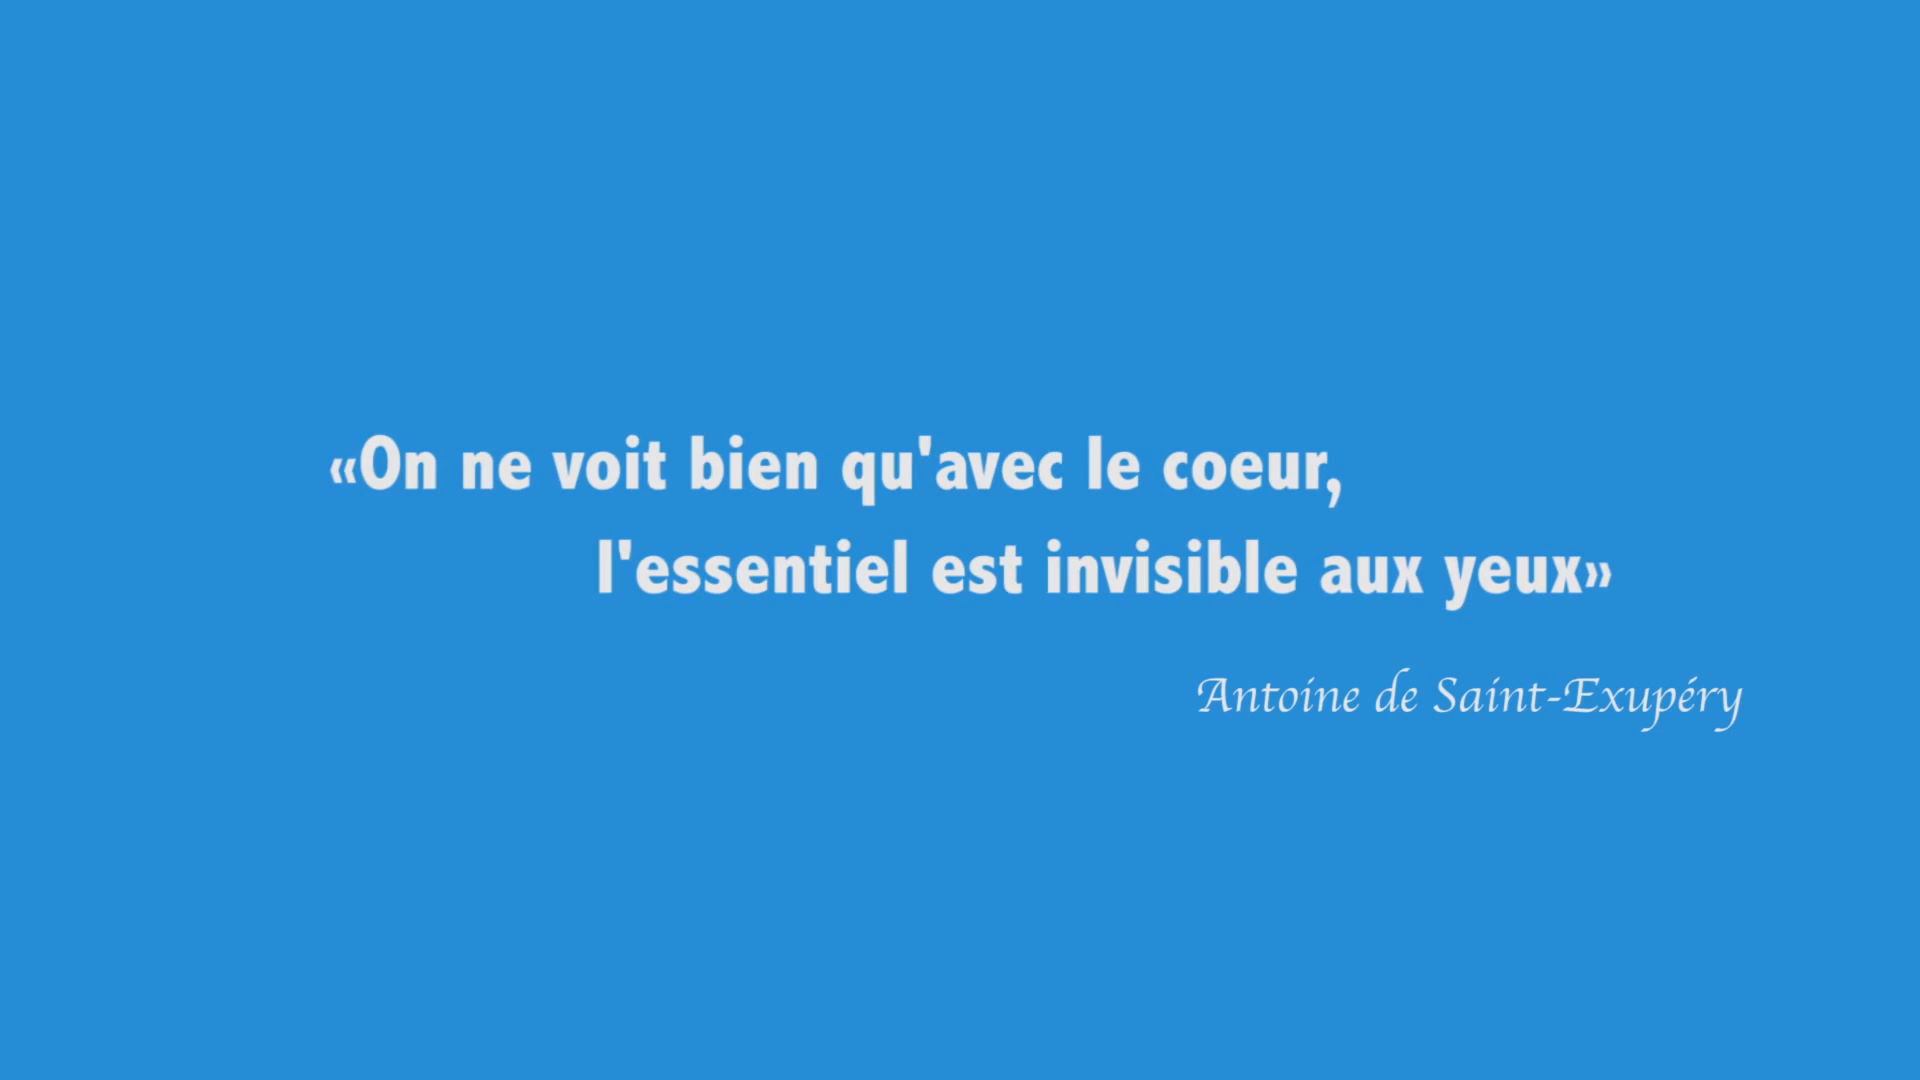 «On ne voit bien qu'avec le coeur,
l'essentiel est invisible aux yeux»
Antoine de Saint-Exupéry